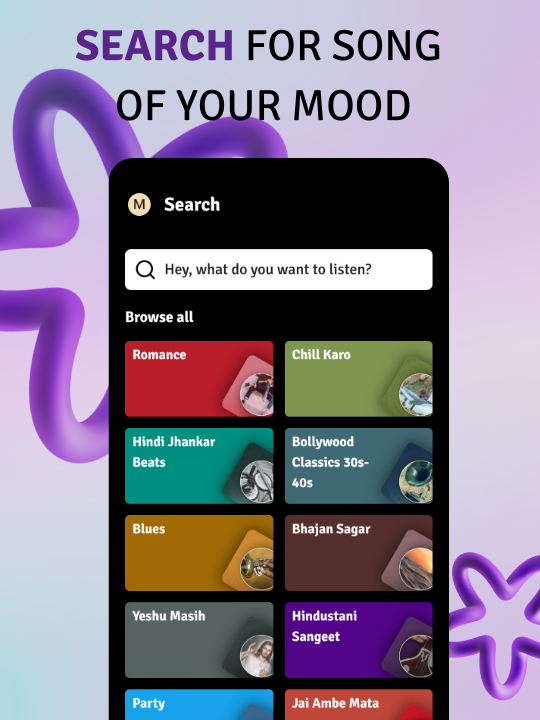 SEARCH FOR SONG
OF YOUR MOOD
M Search
Hey, what do you want to listen?
Browse all
Romance
Chill Karo
Hindi Jhankar
Beats
Bollywood
Classics 30s-
40s
Blues
Bhajan Sagar
Yeshu Masih
Hindustani
Sangeet
Party
Jai Ambe Mata